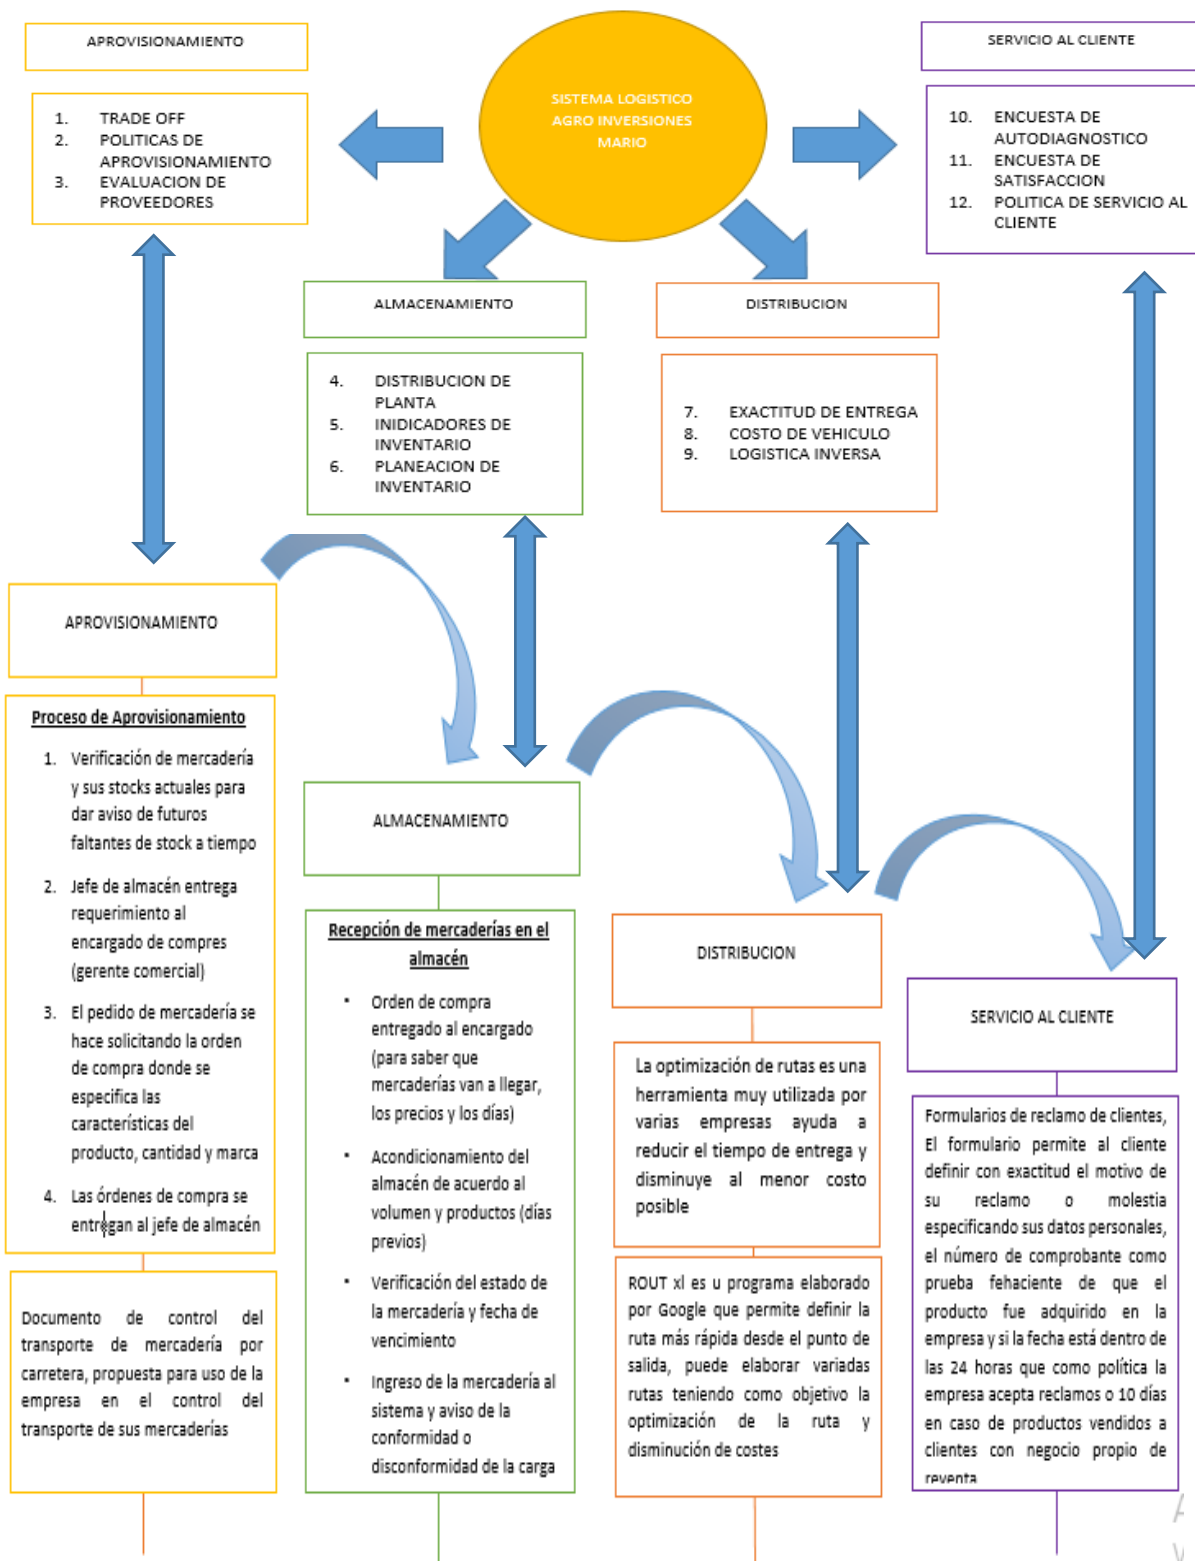 APROVISIONAMIENTO
1. TRADE OFF
2. POLITICAS DE
APROVISIONAMIENTO
3. EVALUACION DE
PROVEEDORES
SISTEMA LOGISTICO
AGRO INVERSIONES
MARIO
SERVICIO AL CLIENTE
10. ENCUESTA DE
AUTODIAGNOSTICO
11. ENCUESTA DE
SATISFACCION
12. POLITICA DE SERVICIO AL
CLIENTE
ALMACENAMIENTO
4. DISTRIBUCION DE
PLANTA
5. INIDICADORES DE
INVENTARIO
6. PLANEACION DE
INVENTARIO
DISTRIBUCION
7. EXACTITUD DE ENTREGA
8. COSTO DE VEHICULO
9. LOGISTICA INVERSA
APROVISIONAMIENTO
Proceso de Aprovisionamiento
1. Verificación de mercadería
y sus stocks actuales para
dar aviso de futuros
faltantes de stock a tiempo
2. Jefe de almacén entrega
requerimiento al
encargado de compres
(gerente comercial)
3. El pedido de mercadería se
hace solicitando la orden
de compra donde se
especifica las
características del
producto, cantidad y marca
4. Las órdenes de compra se
entregan al jefe de almacén
Documento de control del
transporte de mercadería por
carretera, propuesta para uso de la
empresa en el control del
transporte de sus mercaderías
ALMACENAMIENTO
Recepción de mercaderías en el
almacén
▪ Orden de compra
entregado al encargado
(para saber que
mercaderías van a llegar,
los precios y los días)
▪ Acondicionamiento del
almacén de acuerdo al
volumen y productos (días
previos)
▪ Verificación del estado de
la mercadería y fecha de
vencimiento
▪ Ingreso de la mercadería al
sistema y aviso de la
conformidad o
disconformidad de la carga
DISTRIBUCION
La optimización de rutas es una
herramienta muy utilizada por
varias empresas ayuda a
reducir el tiempo de entrega y
disminuye al menor costo
posible
ROUT xl es u programa elaborado
por Google que permite definir la
ruta más rápida desde el punto de
salida, puede elaborar variadas
rutas teniendo como objetivo la
optimización de la ruta y
disminución de costes
SERVICIO AL CLIENTE
Formularios de reclamo de clientes,
El formulario permite al cliente
definir con exactitud el motivo de
su reclamo o molestia
especificando sus datos personales,
el número de comprobante como
prueba fehaciente de que el
producto fue adquirido en la
empresa y si la fecha está dentro de
las 24 horas que como política la
empresa acepta reclamos o 10 días
en caso de productos vendidos a
clientes con negocio propio de
reventa